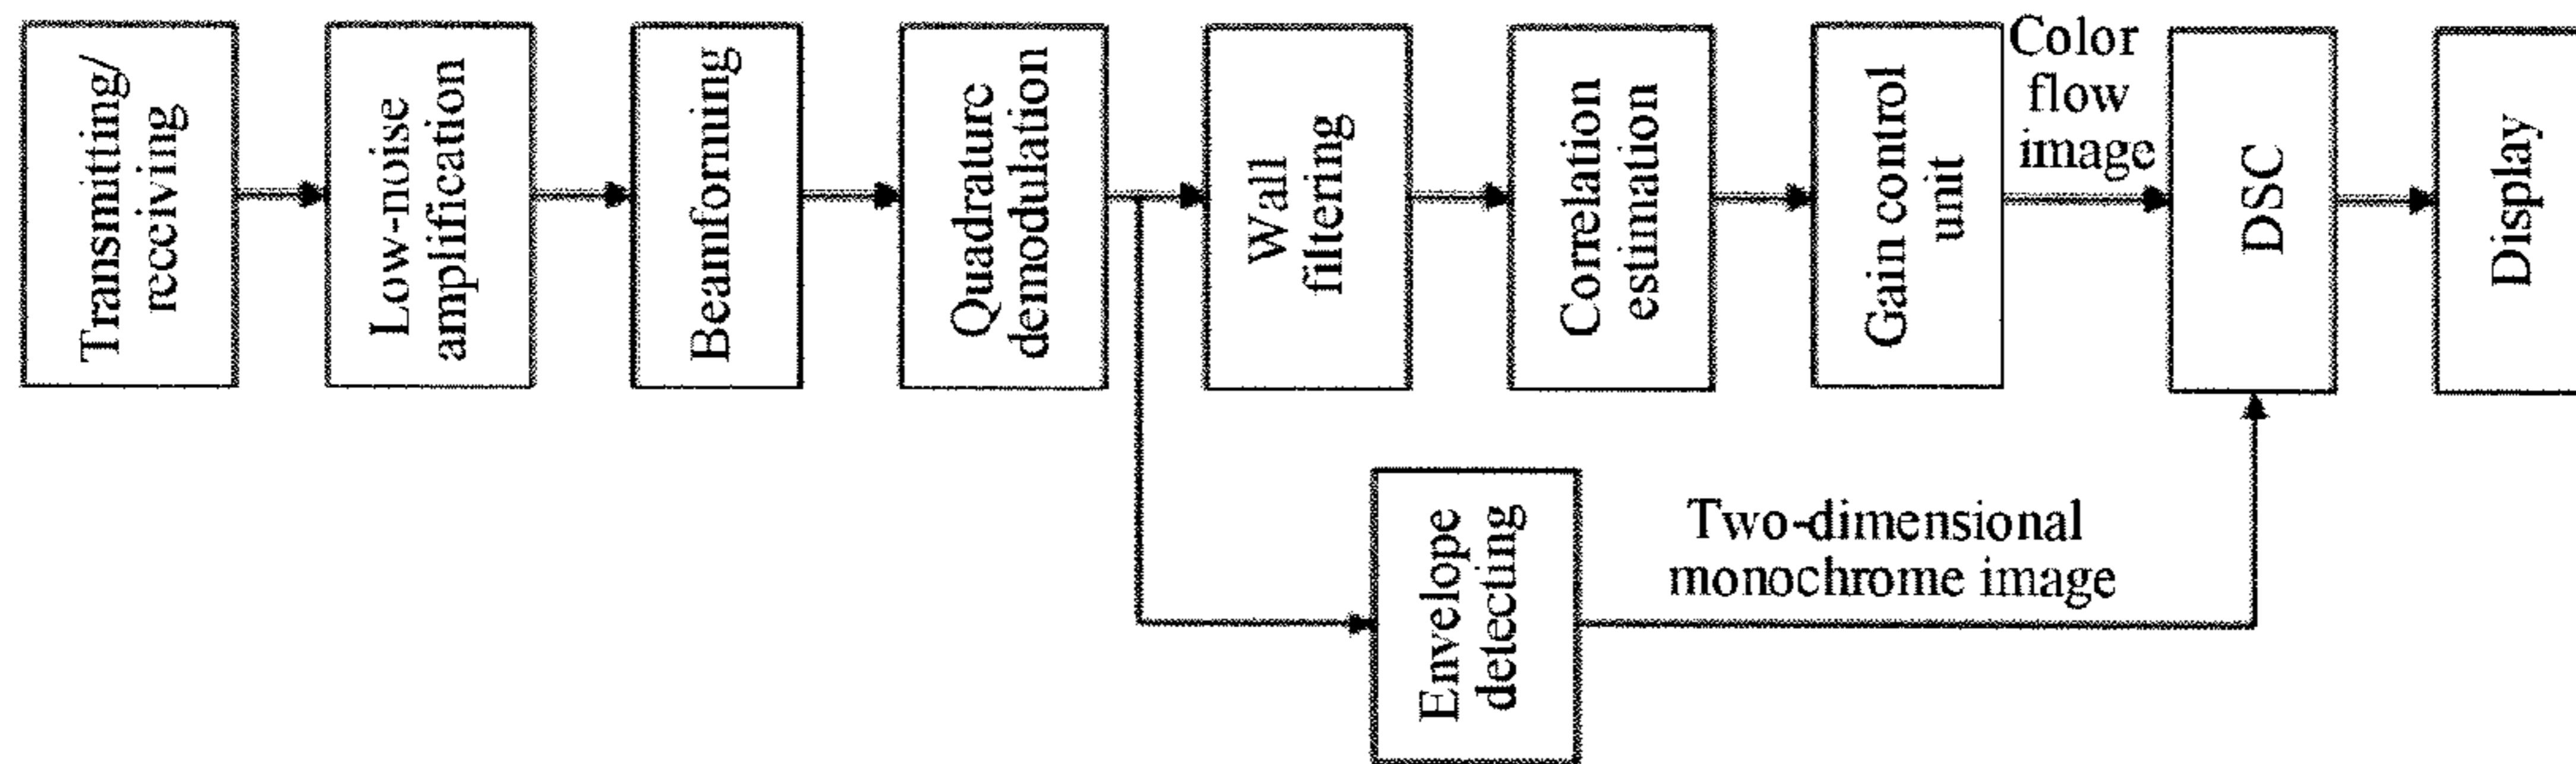 Transmitting/
receiving
Low-noise
amplification
Beamforming
Quadrature
demodulation
Wall
filtering
Correlation
estimation
Gain control
unit
Color
flow
image
DSC
Display
Envelope
detecting
Two-dimensional
monochrome image